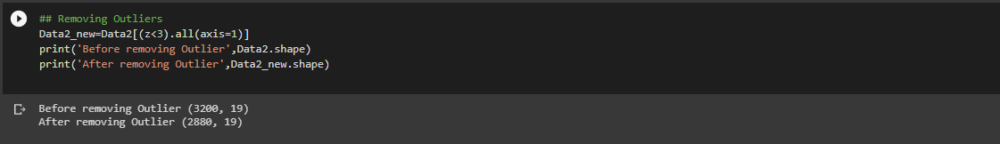 ## Removing Outliers
Data2_new=Data2[(z<3).all(axis=1)]
print('Before removing Outlier',Data2.shape)
print('After removing Outlier',Data2_new.shape)
Before removing Outlier (3200, 19)
After removing Outlier (2880, 19)